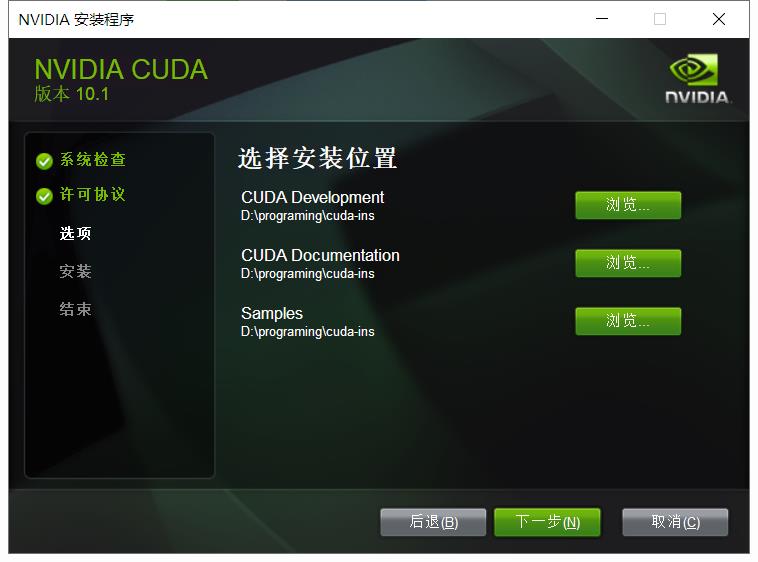 NVIDIA 安装程序
NVIDIA CUDA
版本 10.1
NVIDIA.
系统检查
许可协议
选项
安装
结束
选择安装位置
CUDA Development
D:\programing\cuda-ins
浏览...
CUDA Documentation
D:\programing\cuda-ins
浏览...
Samples
D:\programing\cuda-ins
浏览...
后退(B)
下一步(N)
取消(C)